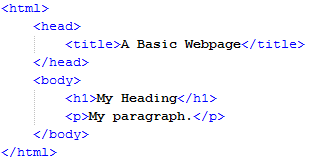 <html>
    <head>
        <title>A Basic Webpage</title>
    </head>
    <body>
        <h1>My Heading</h1>
        <p>My paragraph.</p>
    </body>
</html>